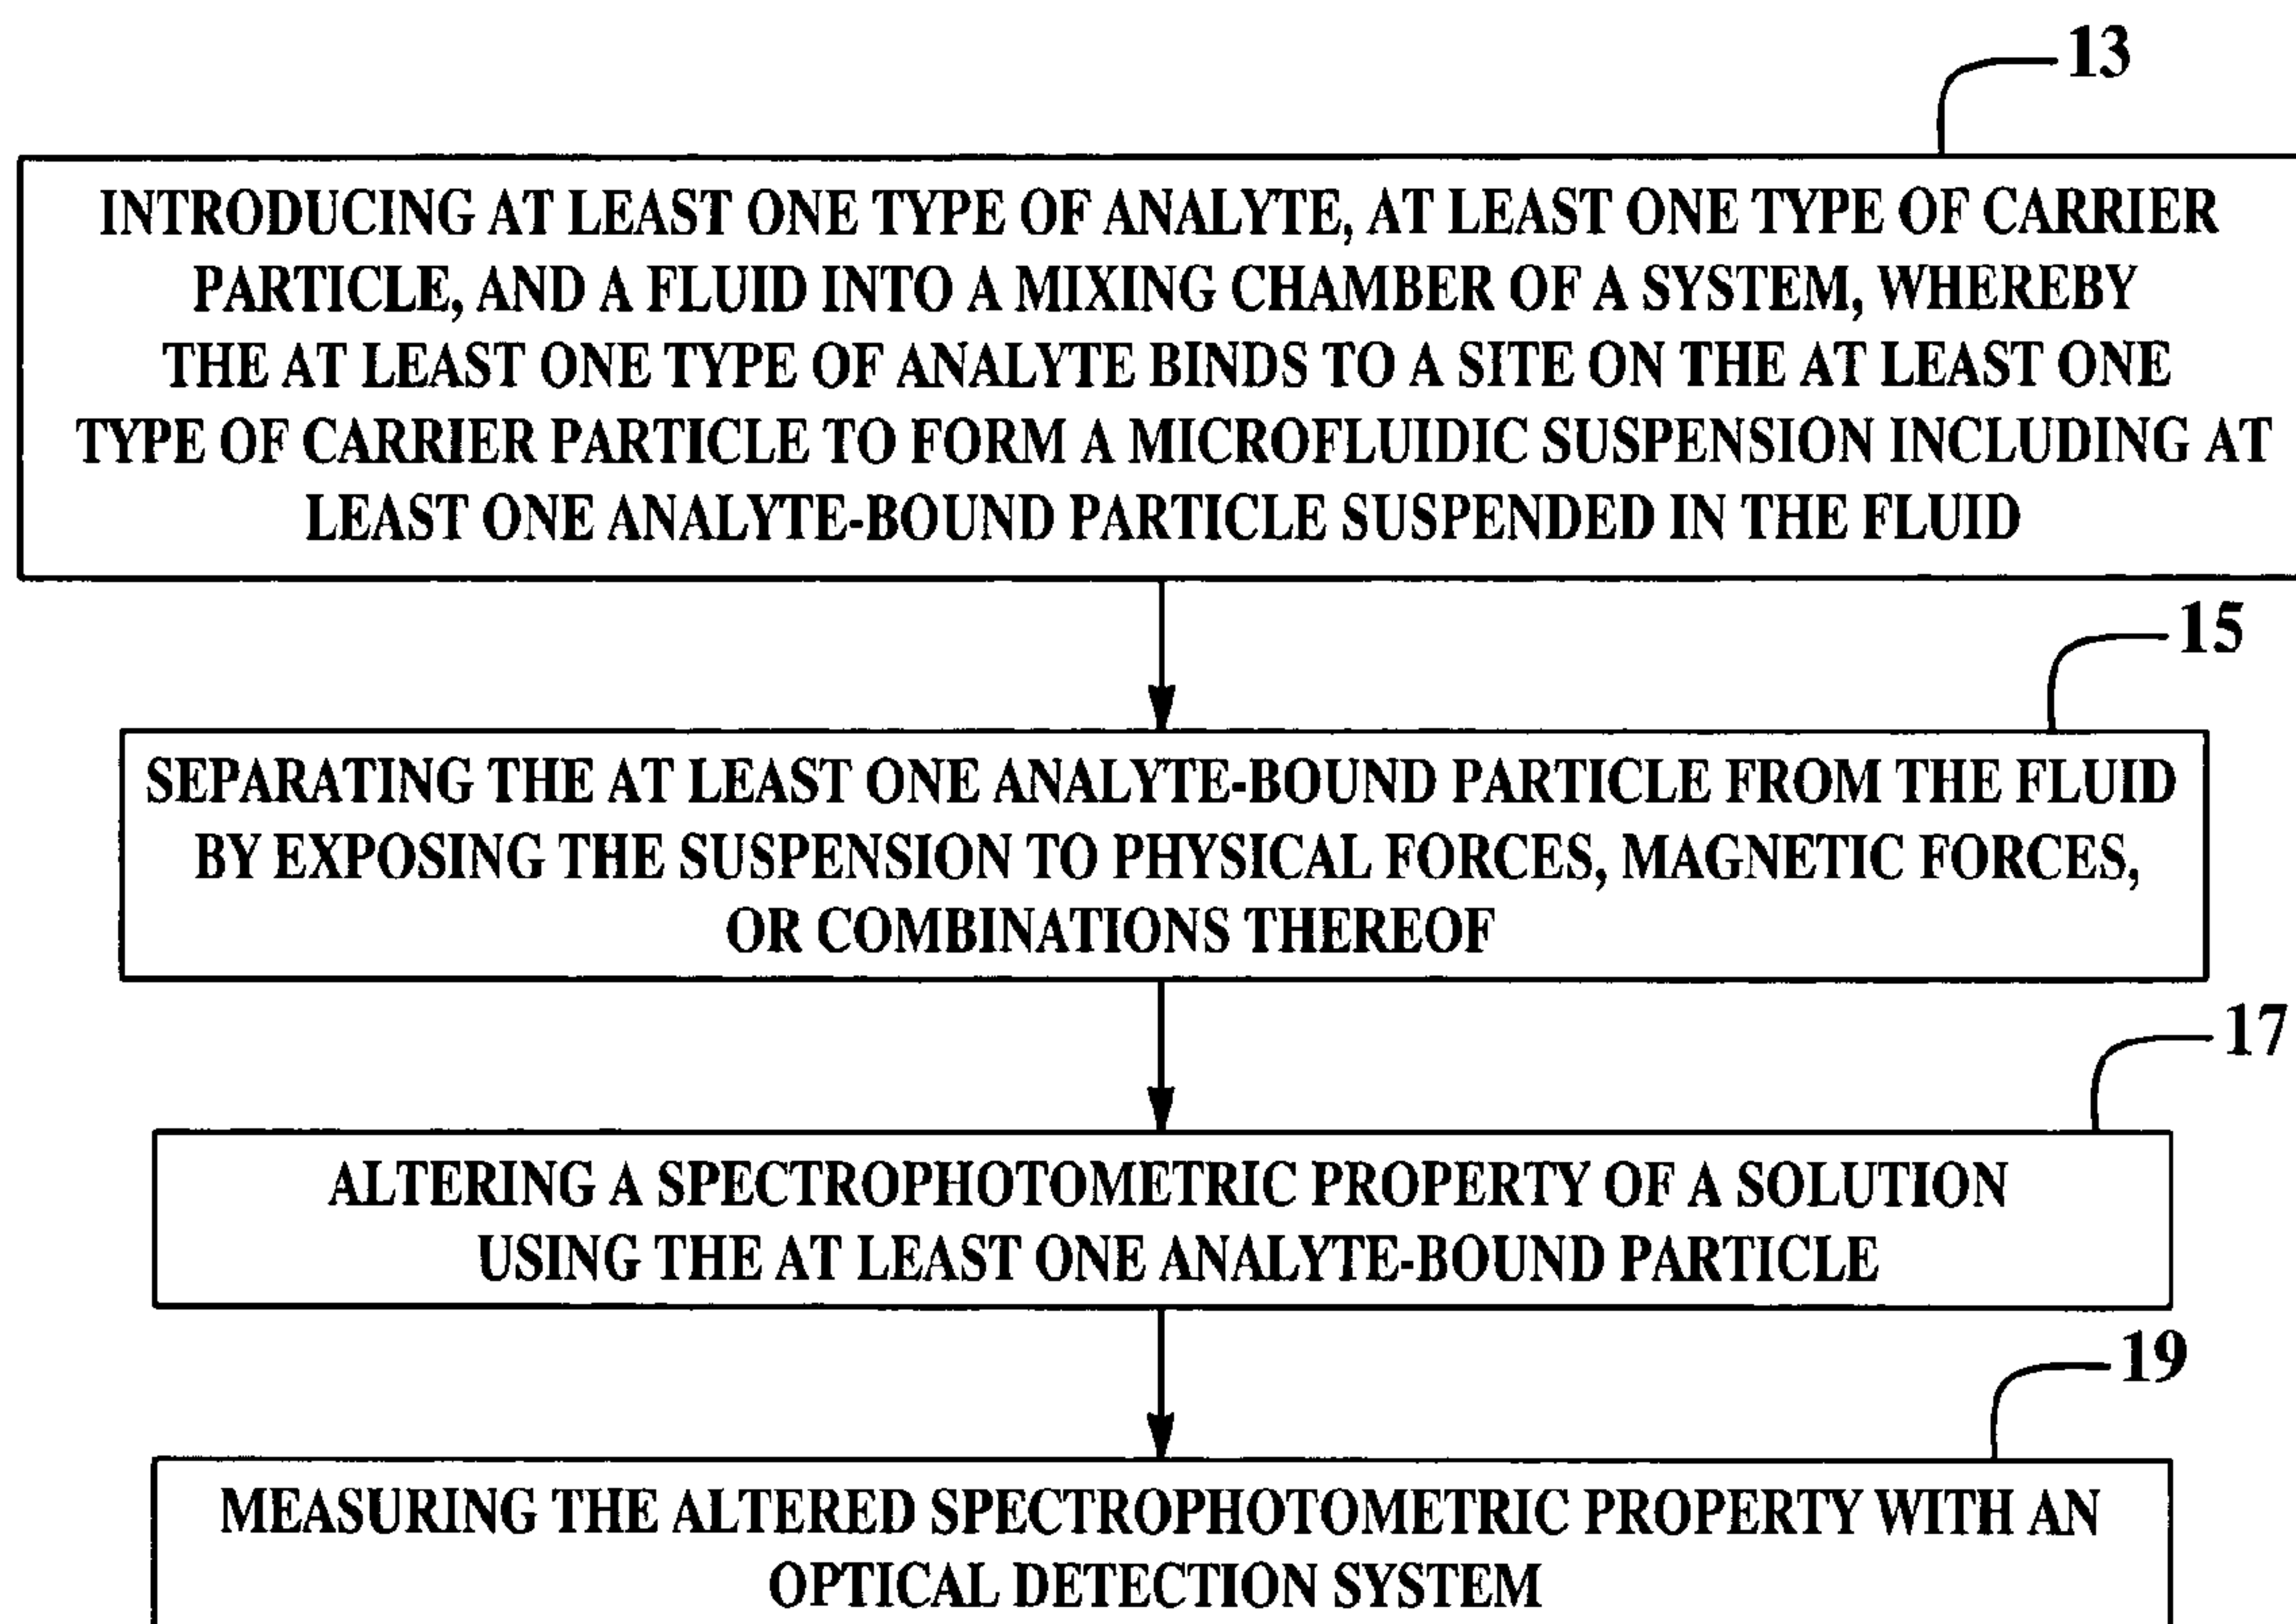 13
INTRODUCING AT LEAST ONE TYPE OF ANALYTE, AT LEAST ONE TYPE OF CARRIER
PARTICLE, AND A FLUID INTO A MIXING CHAMBER OF A SYSTEM, WHEREBY
THE AT LEAST ONE TYPE OF ANALYTE BINDS TO A SITE ON THE AT LEAST ONE
TYPE OF CARRIER PARTICLE TO FORM A MICROFLUIDIC SUSPENSION INCLUDING AT
LEAST ONE ANALYTE-BOUND PARTICLE SUSPENDED IN THE FLUID
15
SEPARATING THE AT LEAST ONE ANALYTE-BOUND PARTICLE FROM THE FLUID
BY EXPOSING THE SUSPENSION TO PHYSICAL FORCES, MAGNETIC FORCES,
OR COMBINATIONS THEREOF
17
ALTERING A SPECTROPHOTOMETRIC PROPERTY OF A SOLUTION
USING THE AT LEAST ONE ANALYTE-BOUND PARTICLE
19
MEASURING THE ALTERED SPECTROPHOTOMETRIC PROPERTY WITH AN
OPTICAL DETECTION SYSTEM